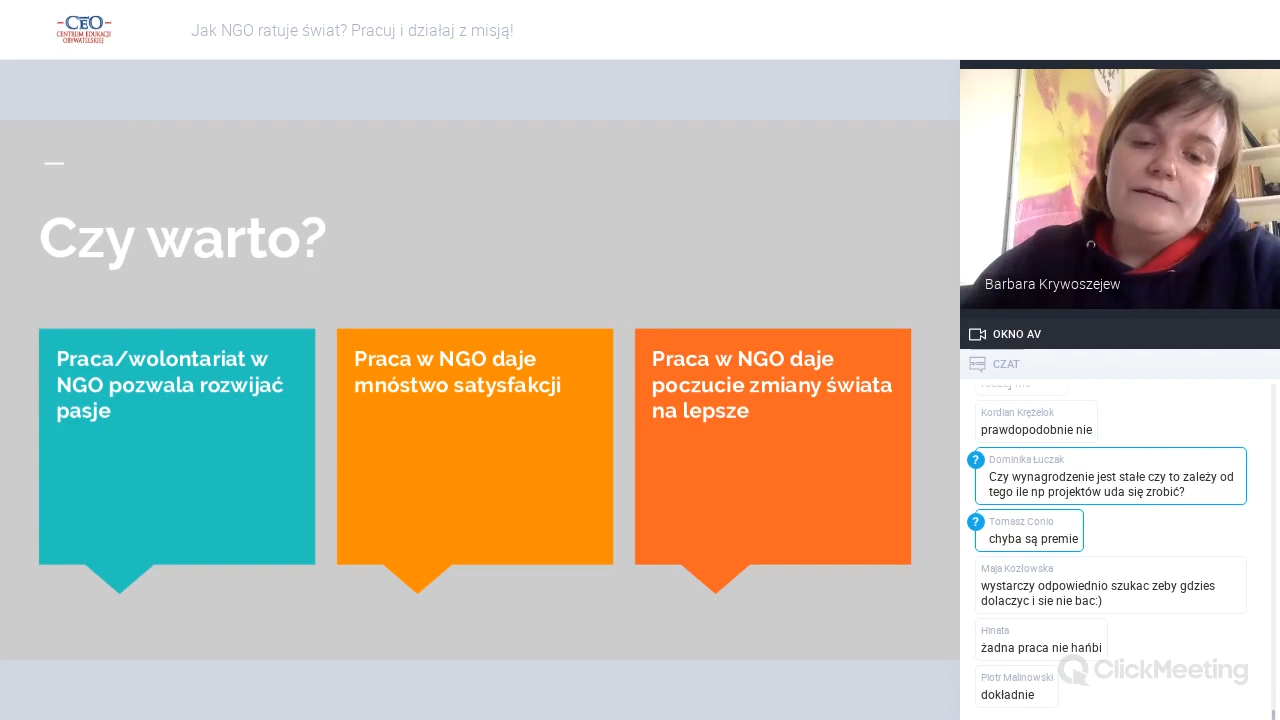 CEO
CENTRUM EDUKACJI
OBYWATELSKIEJ
Jak NGO ratuje świat? Pracuj i działaj z misją!
Czy warto?
Praca/wolontariat w
NGO pozwala rozwijać
pasje
Praca w NGO daje
mnóstwo satysfakcji
Praca w NGO daje
poczucie zmiany świata
na lepsze
Barbara Krywoszejew
OKNO AV
CZAT
Kordian Krężelok
prawdopodobnie nie
?
Dominika Łuczak
Czy wynagrodzenie jest stałe czy to zależy od
tego ile np projektów uda się zrobić?
?
Tomasz Conio
chyba są premie
Maja Kozłowska
wystarczy odpowiednio szukac zeby gdzies
dolaczyc i sie nie bac:)
Hinata
żadna praca nie hańbi
Piotr Malinowski
dokładnie
ClickMeeting